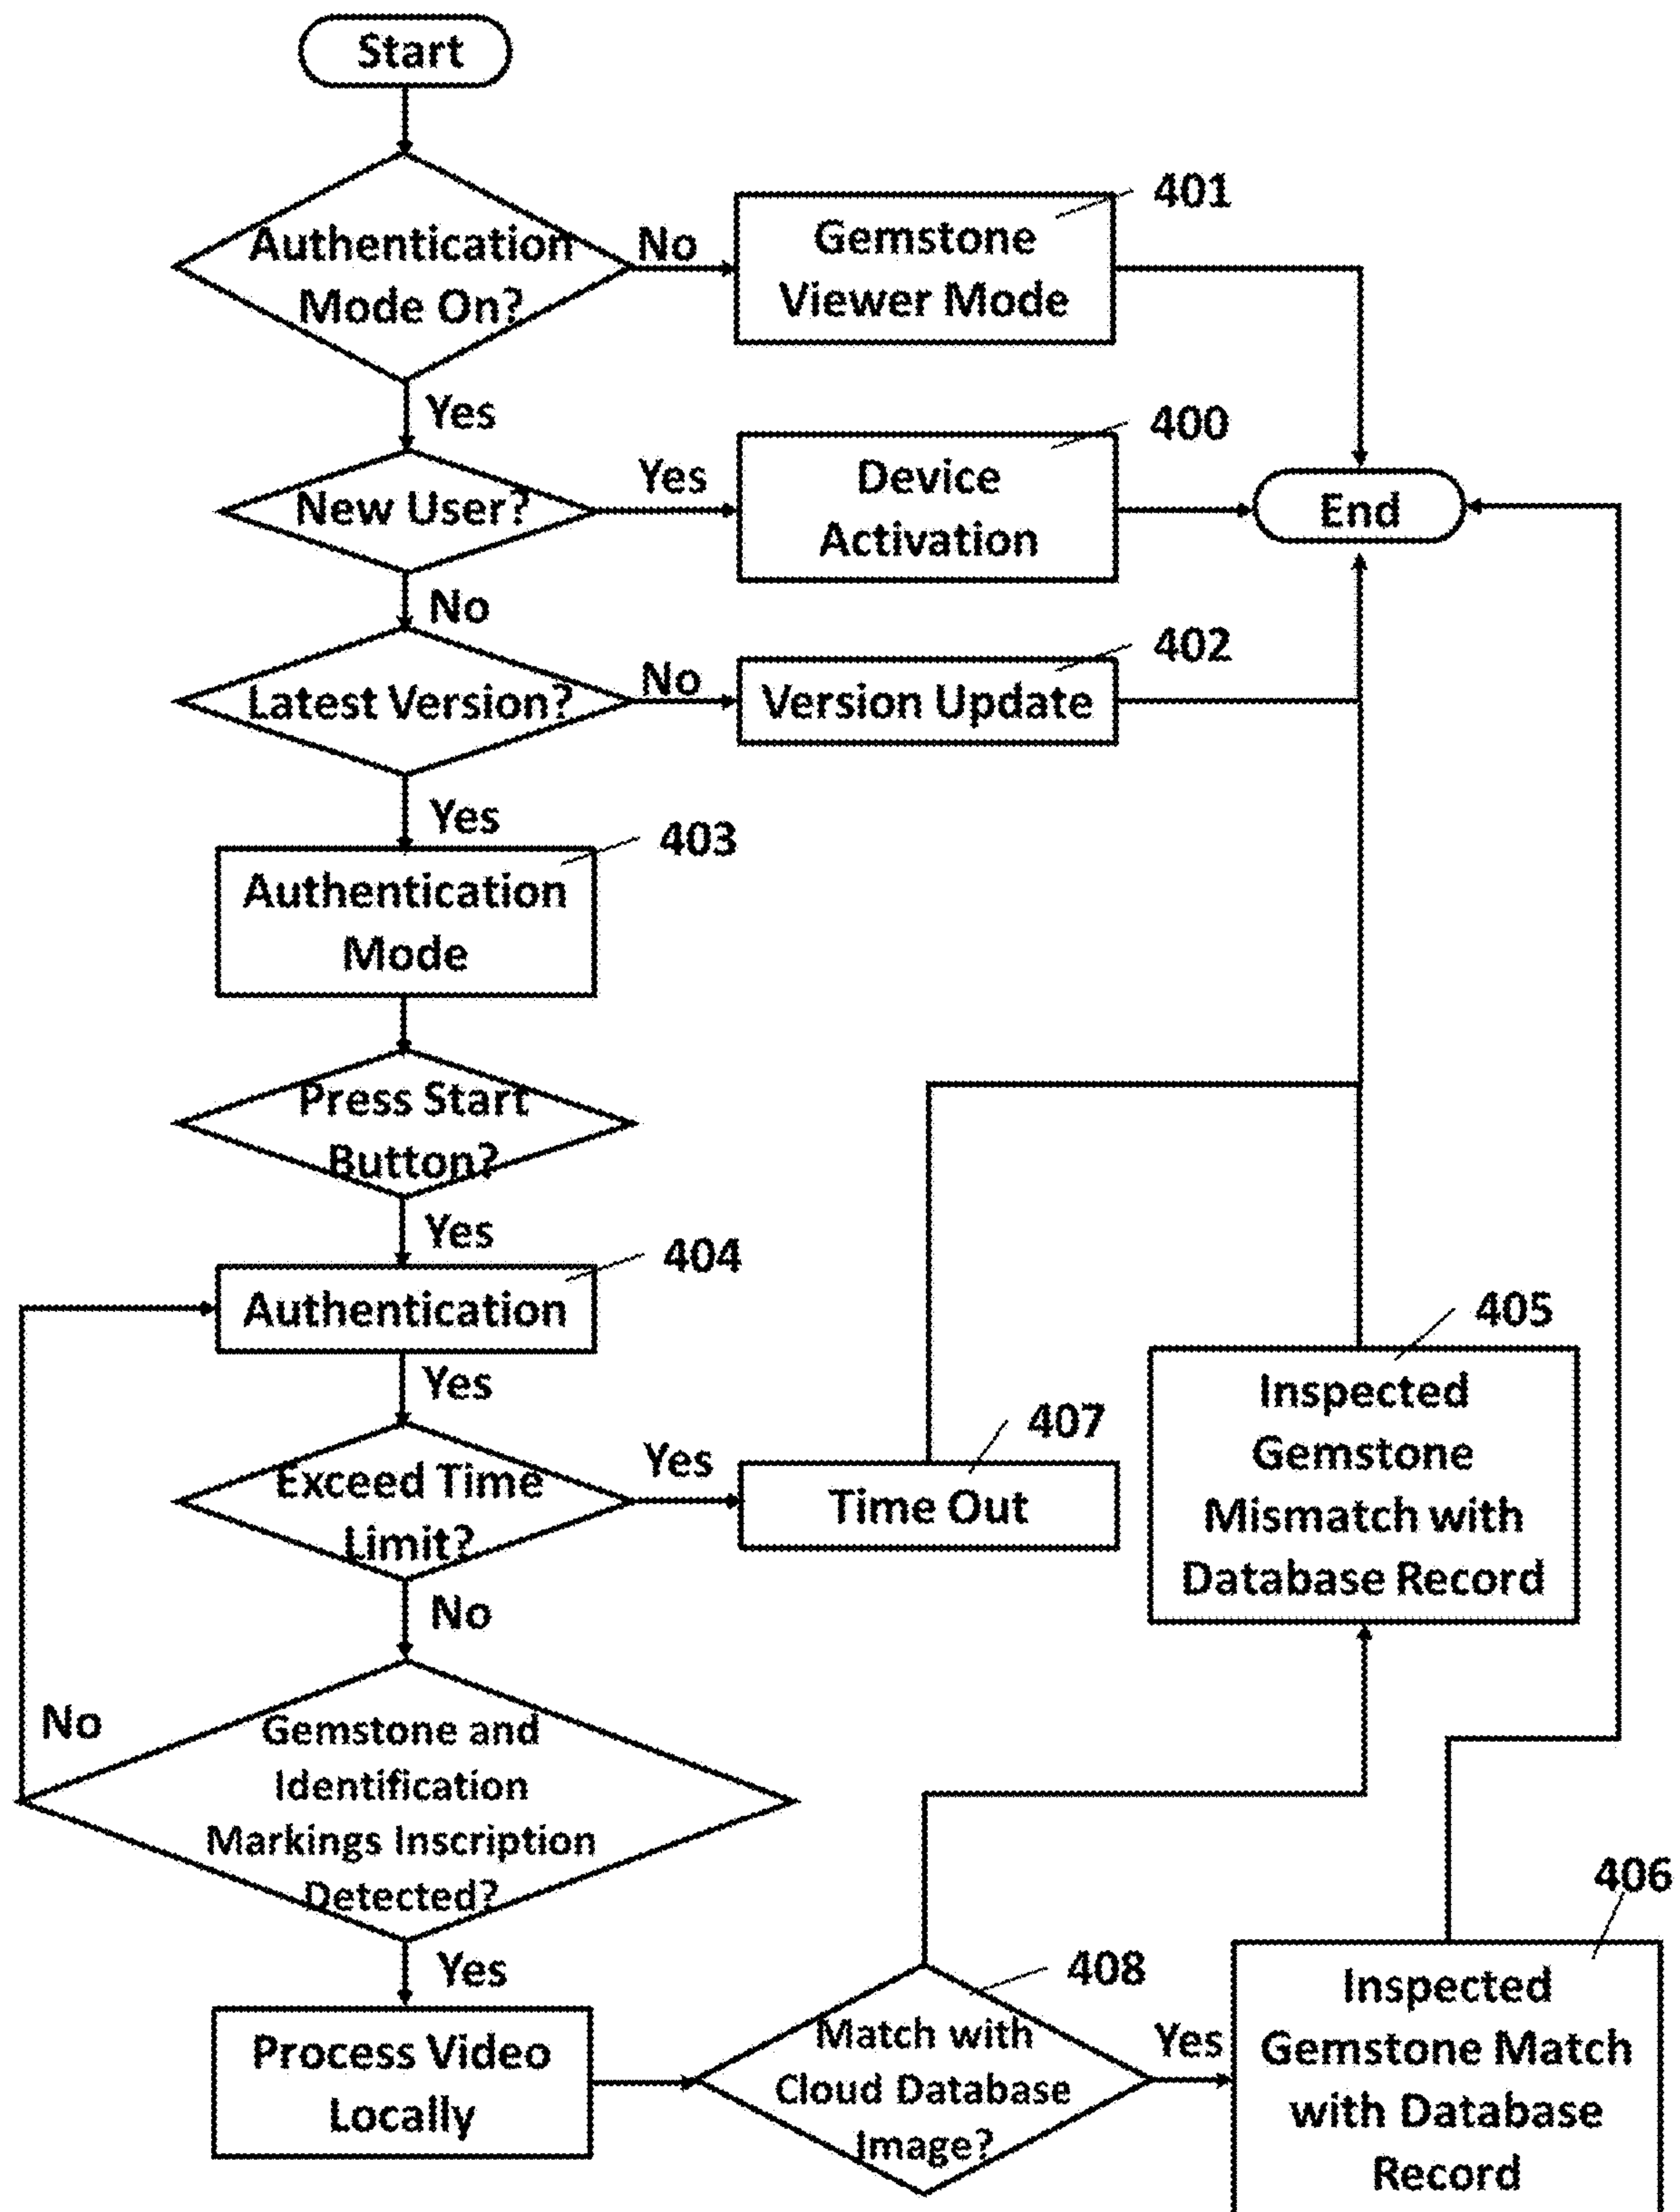 Start
Authentication
Mode On?
No
401
Gemstone
Viewer Mode
Yes
400
New User?
Yes
Device
Activation
End
No
402
Latest Version?
No
Version Update
Yes
403
Authentication
Mode
Press Start
Button?
Yes
404
Authentication
Yes
405
Inspected
Gemstone
Mismatch with
Database Record
Exceed Time
Limit?
Yes
407
Time Out
No
No
Gemstone and
Identification
Markings Inscription
Detected?
Yes
Process Video
Locally
408
Match with
Cloud Database
Image?
Yes
406
Inspected
Gemstone Match
with Database
Record